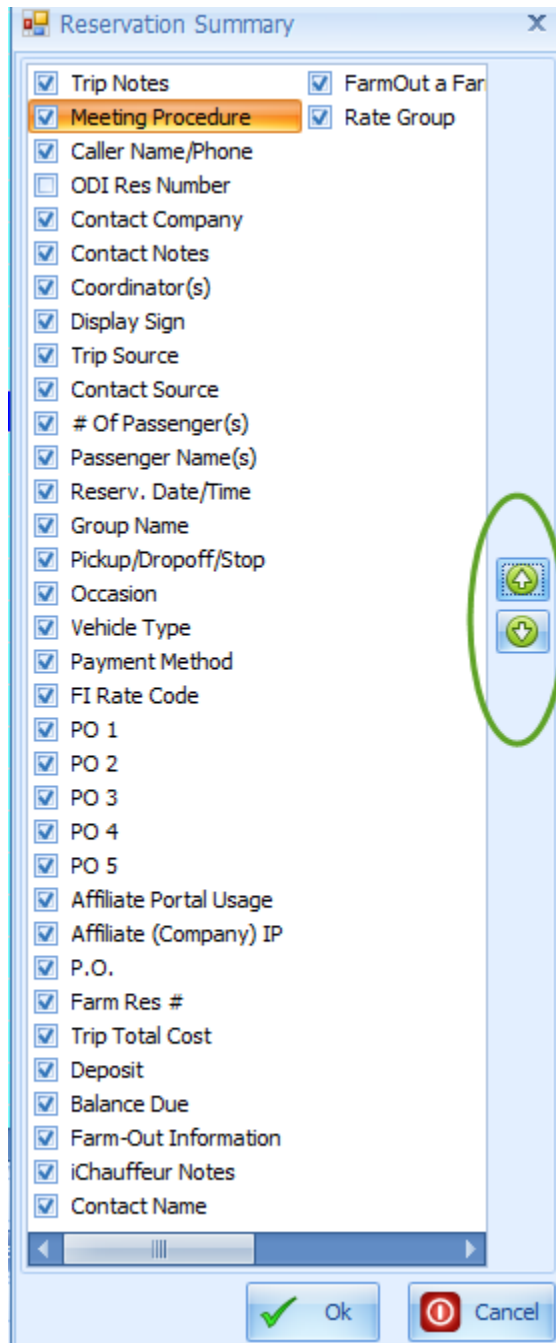 Reservation Summary
Trip Notes
Meeting Procedure
Caller Name/Phone
ODI Res Number
Contact Company
Contact Notes
Coordinator(s)
Display Sign
Trip Source
Contact Source
# Of Passenger(s)
Passenger Name(s)
Reserv. Date/Time
Group Name
Pickup/Dropoff/Stop
Occasion
Vehicle Type
Payment Method
FI Rate Code
PO 1
PO 2
PO 3
PO 4
PO 5
Affiliate Portal Usage
Affiliate (Company) IP
P.O.
Farm Res #
Trip Total Cost
Deposit
Balance Due
Farm-Out Information
iChauffeur Notes
Contact Name
FarmOut a Far
Rate Group
Ok
Cancel